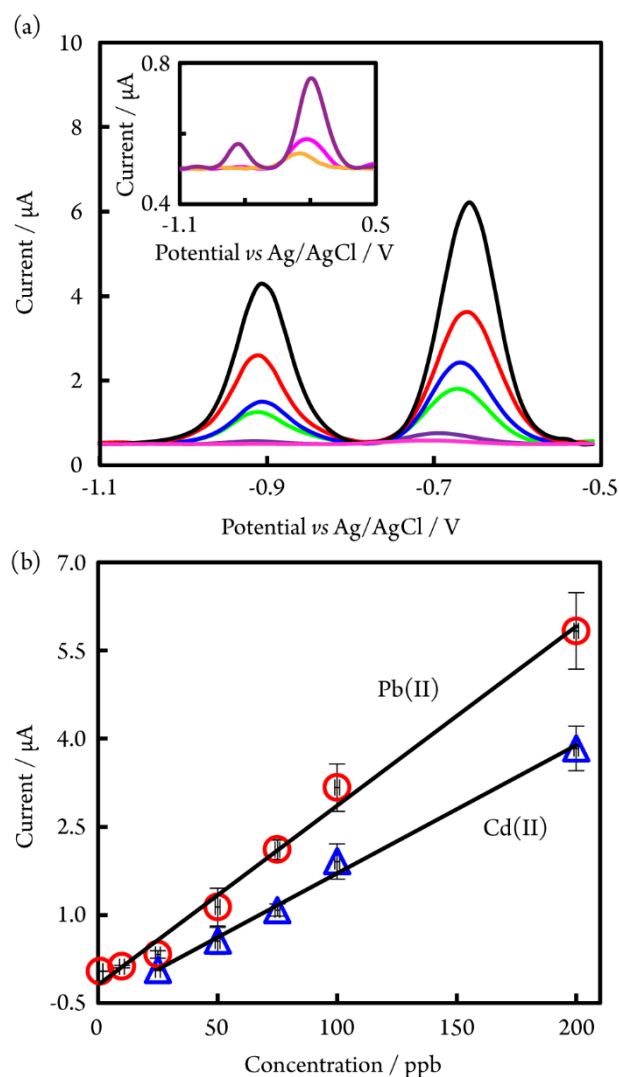 (a)
10
8
6
4
2
0
Current / μA
-1.1
-0.9
-0.7
-0.5
Potential vs Ag/AgCl / V
0.8
0.4
Current / μA
-1.1
0.5
Potential vs Ag/AgCl / V
(b)
7.0
5.5
4.0
2.5
1.0
-0.5
Current / μA
Pb(II)
Cd(II)
0
50
100
150
200
Concentration / ppb